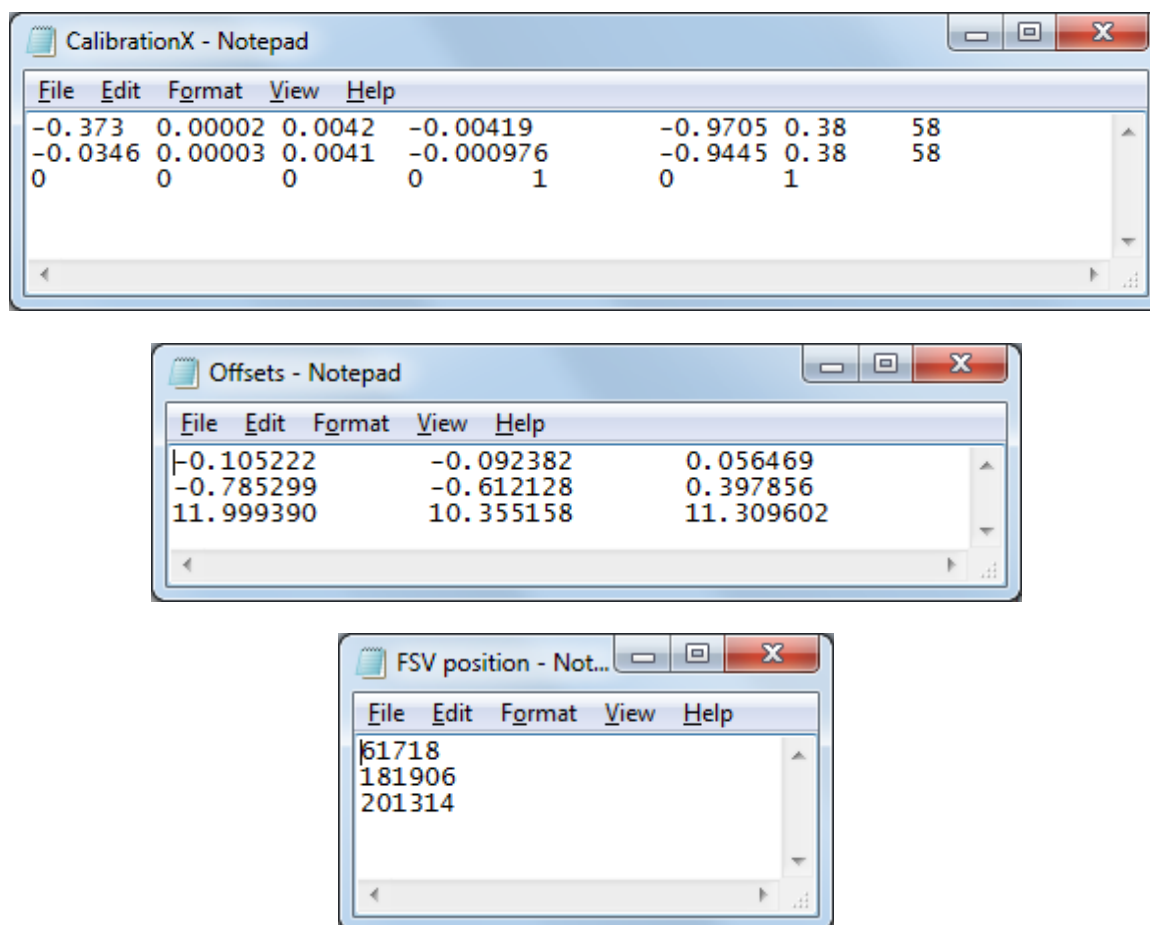 CalibrationX - Notepad
File Edit Format View Help
-0.373 0.00002 0.0042 -0.00419 -0.9705 0.38 58
-0.0346 0.00003 0.0041 -0.000976 -0.9445 0.38 58
0 0 0 0 1 0 1
Offsets - Notepad
File Edit Format View Help
-0.105222 -0.092382 0.056469
-0.785299 -0.612128 0.397856
11.999390 10.355158 11.309602
FSV position - Not...
File Edit Format View Help
61718
181906
201314